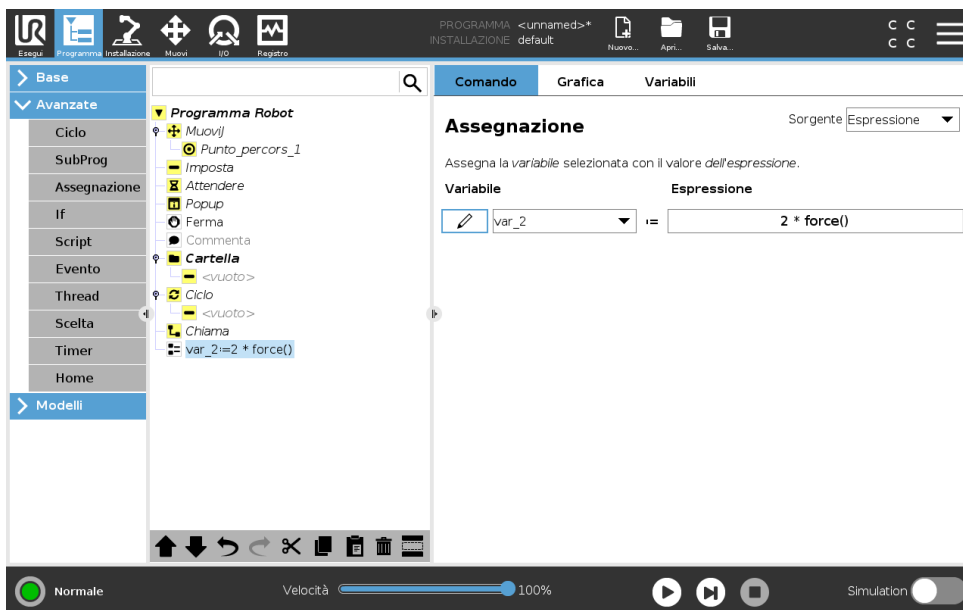 PROGRAMMA <unnamed>*
INSTALLAZIONE default
Esegui
Programma
Installazione
Muovi
I/O
Registro
Nuovo...
Apri...
Salva...
C C
C C
Base
Avanzate
Ciclo
SubProg
Assegnazione
If
Script
Evento
Thread
Scelta
Timer
Home
Modelli
Programma Robot
MuoviJ
Punto_percors_1
Imposta
Attendere
Popup
Ferma
Commenta
Cartella
<vuoto>
Ciclo
<vuoto>
Chiama
var_2:=2 * force()
Comando
Grafica
Variabili
Assegnazione
Sorgente Espressione
Assegna la variabile selezionata con il valore dell'espressione.
Variabile
Espressione
var_2 := 2 * force()
Normale
Velocità
100%
Simulation